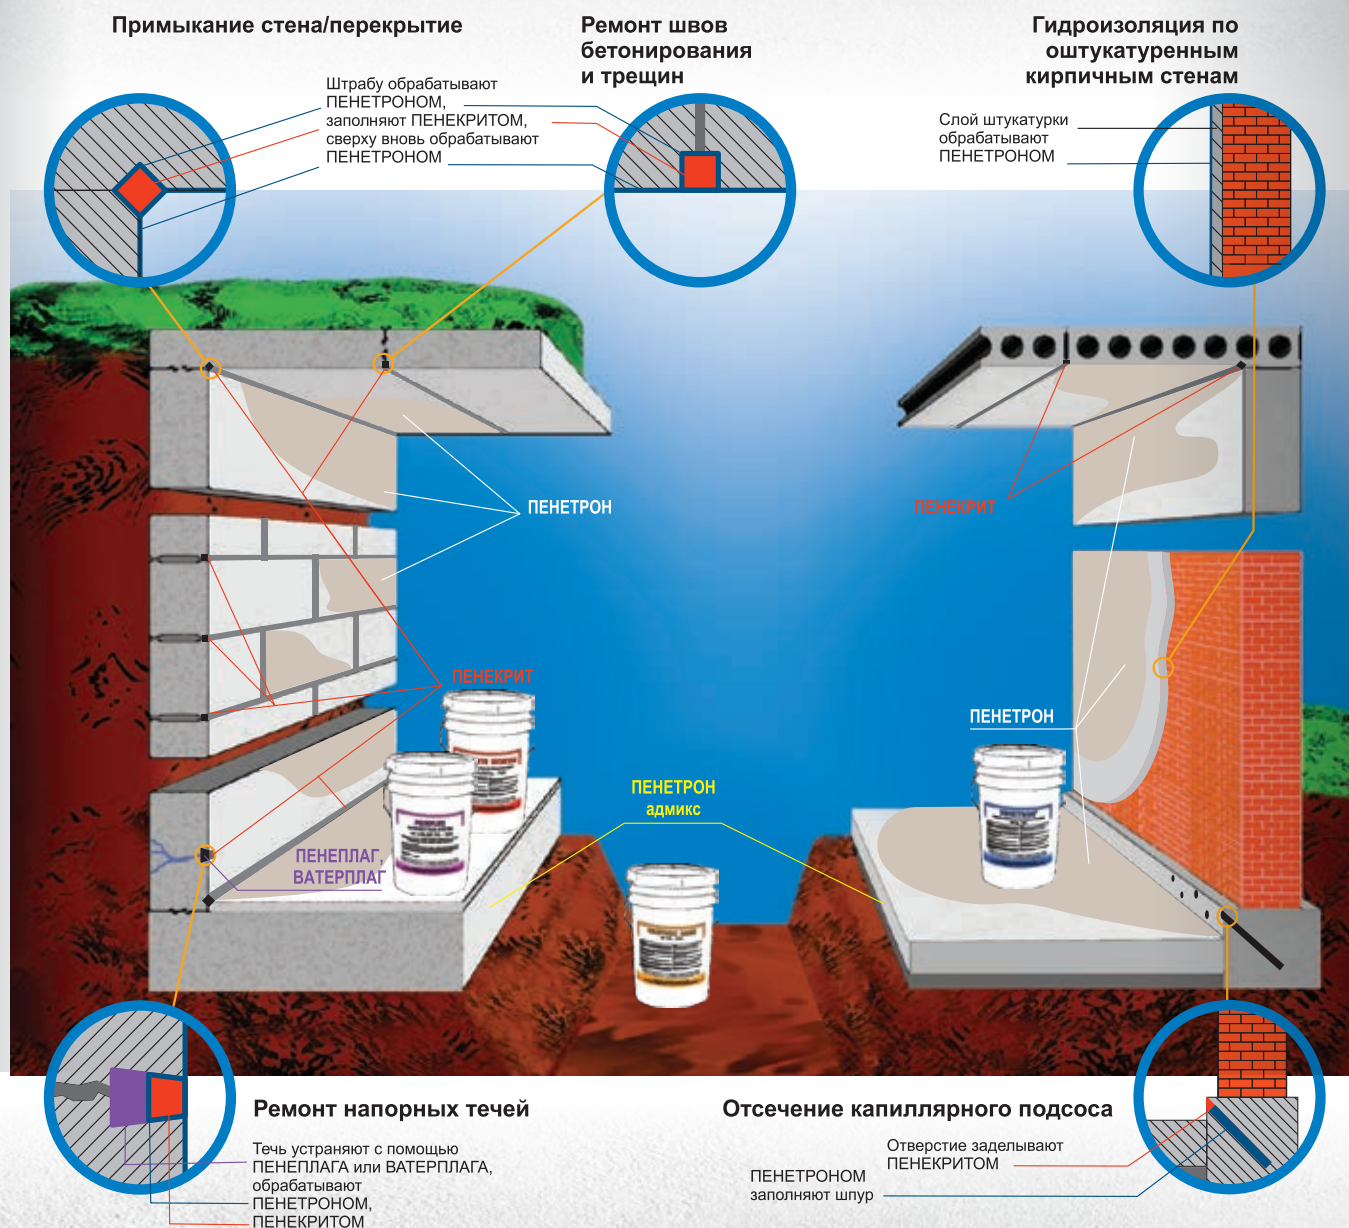 Примыкание стена/перекрытие
Ремонт швов
бетонирования
и трещин
Гидроизоляция по
оштукатуренным
кирпичным стенам
Штрабу обрабатывают
ПЕНЕТРОНОМ,
заполняют ПЕНЕКРИТОМ,
сверху вновь обрабатывают
ПЕНЕТРОНОМ
Слой штукатурки
обрабатывают
ПЕНЕТРОНОМ
ПЕНЕТРОН
ПЕНЕКРИТ
ПЕНЕКРИТ
ПЕНЕТРОН
ПЕНЕТРОН
адмикс
ПЕНЕПЛАГ,
ВАТЕРПЛАГ
Ремонт напорных течей
Течь устраняют с помощью
ПЕНЕПЛАГА или ВАТЕРПЛАГА,
обрабатывают
ПЕНЕТРОНОМ,
ПЕНЕКРИТОМ
Отсечение капиллярного подсоса
Отверстие заделывают
ПЕНЕКРИТОМ
ПЕНЕТРОНОМ
заполняют шпур